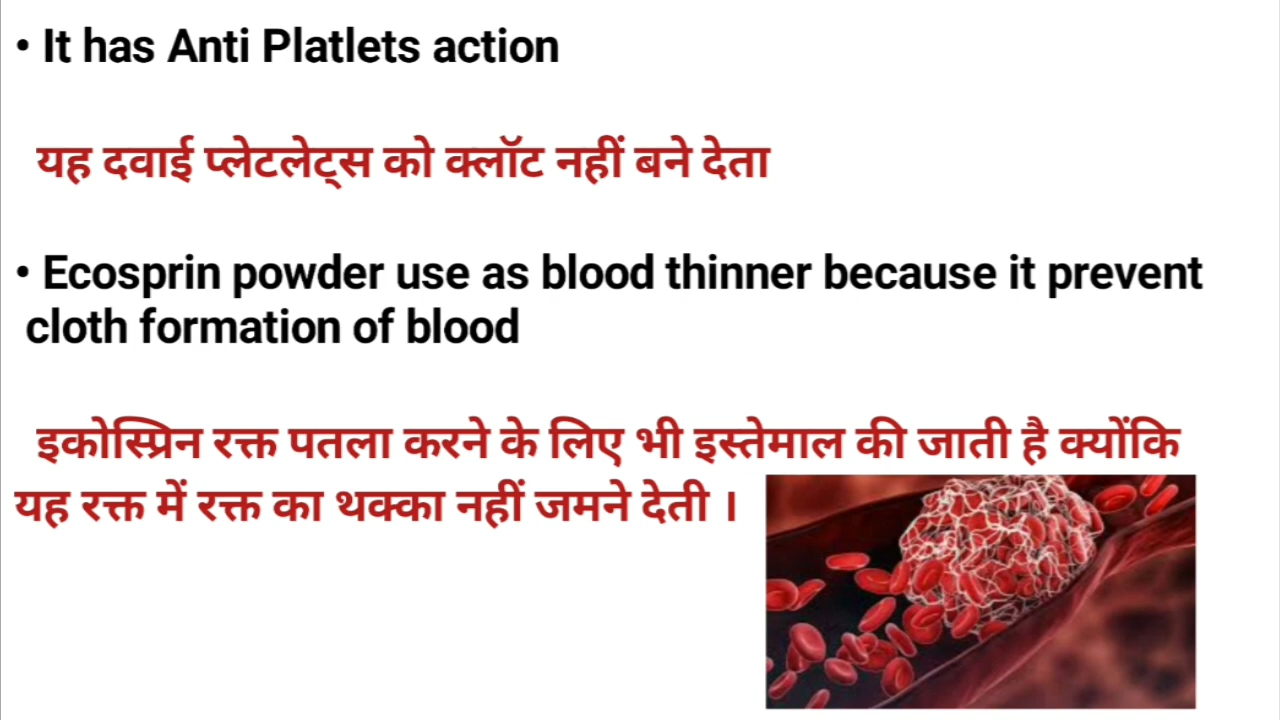 • It has Anti Platlets action
यह दवाई प्लेटलेट्स को क्लॉट नहीं बने देता
• Ecosprin powder use as blood thinner because it prevent
cloth formation of blood
इकोस्प्रिन रक्त पतला करने के लिए भी इस्तेमाल की जाती है क्योंकि
यह रक्त में रक्त का थक्का नहीं जमने देती ।